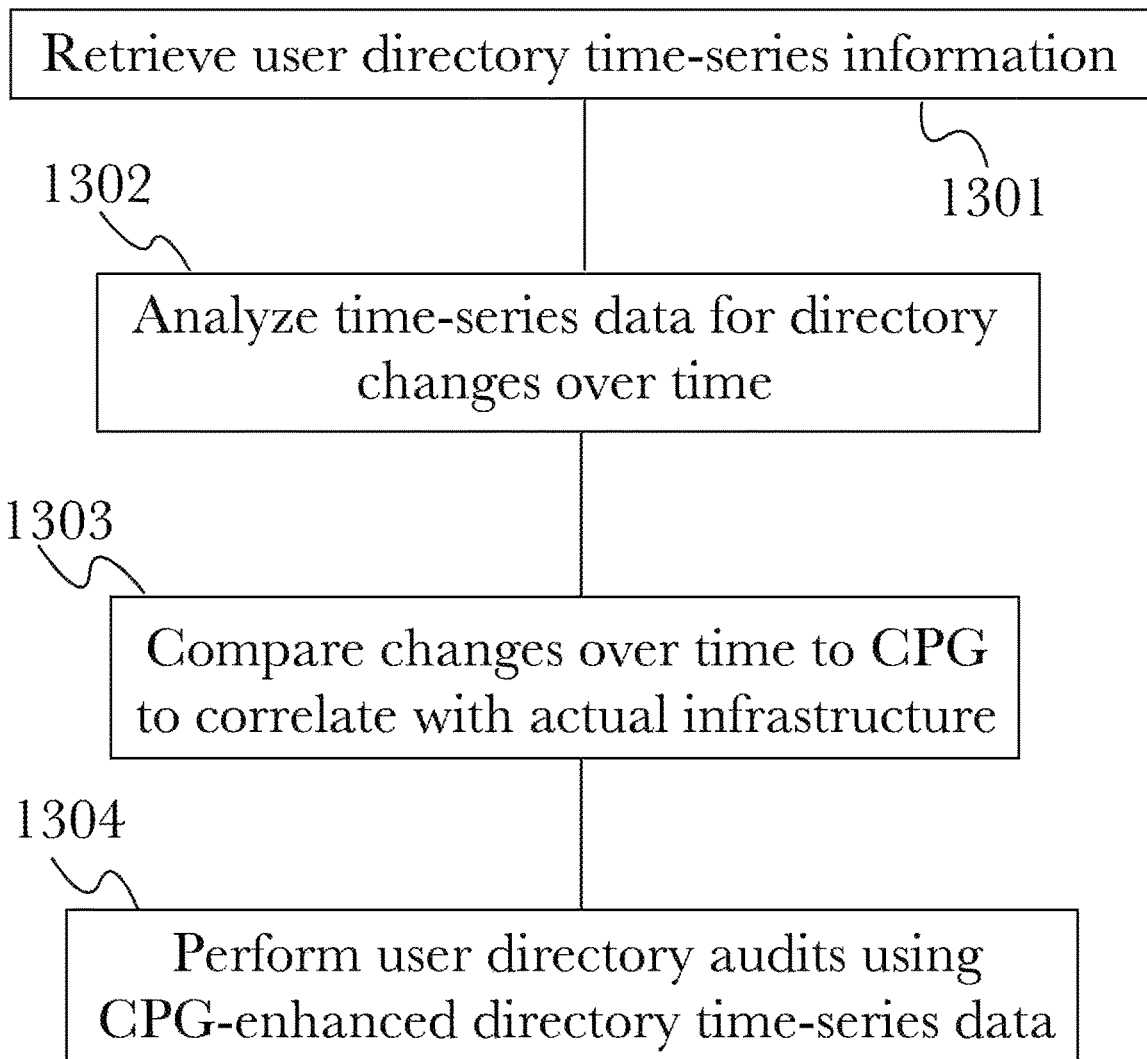 Retrieve user directory time-series information
1301
1302
Analyze time-series data for directory
changes over time
1303
Compare changes over time to CPG
to correlate with actual infrastructure
1304
Perform user directory audits using
CPG-enhanced directory time-series data